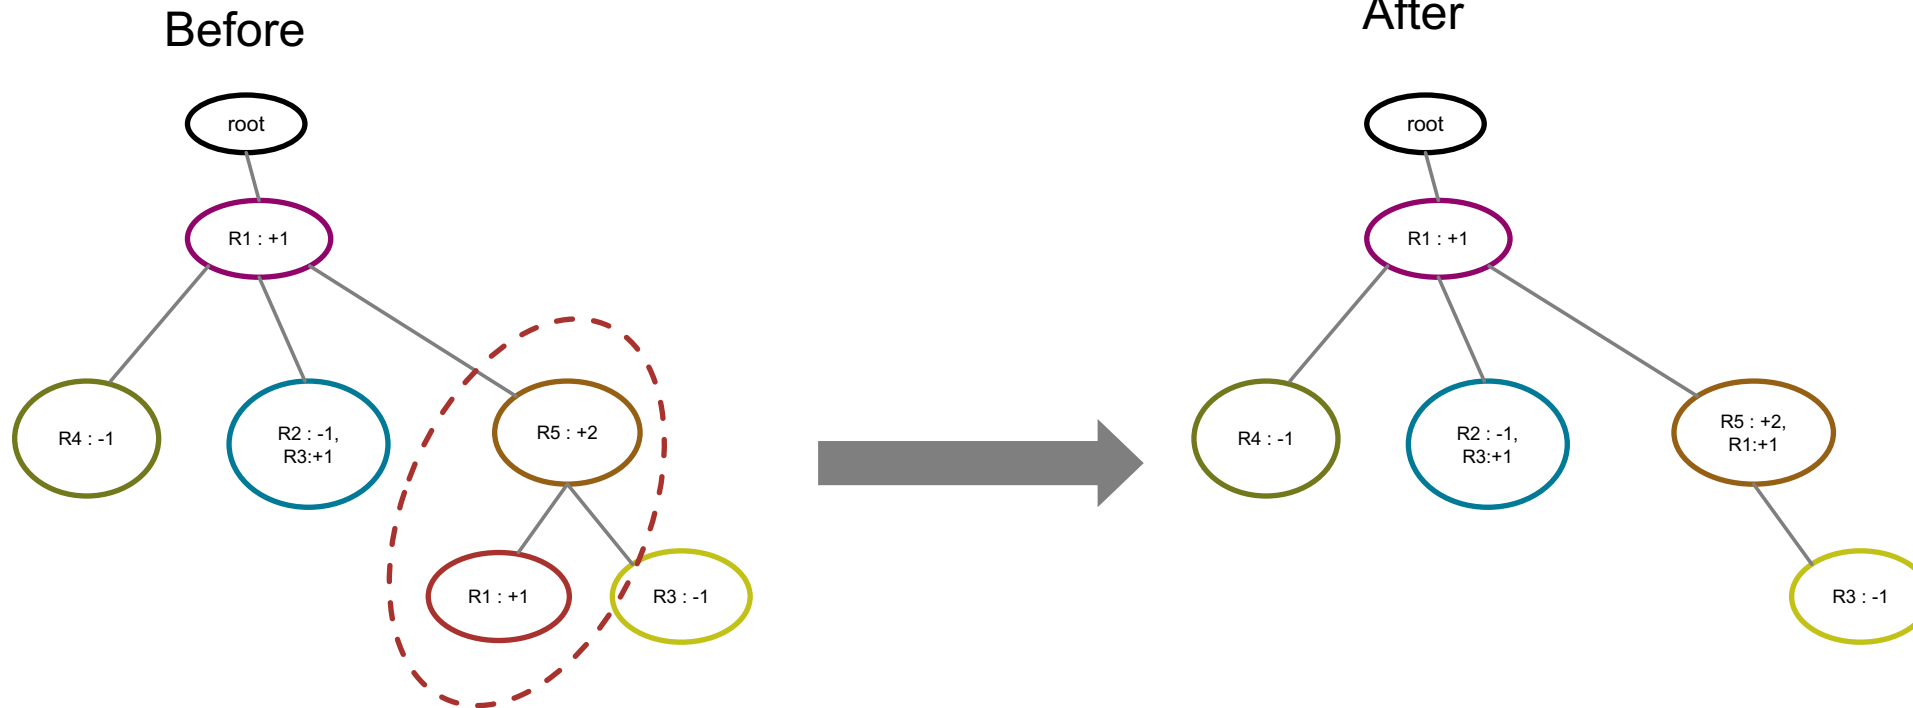 Before
root
R1 : +1
R4 : -1
R2 : -1,
R3:+1
R5 : +2
R1 : +1
R3 : -1
After
root
R1 : +1
R4 : -1
R2 : -1,
R3:+1
R5 : +2,
R1:+1
R3 : -1